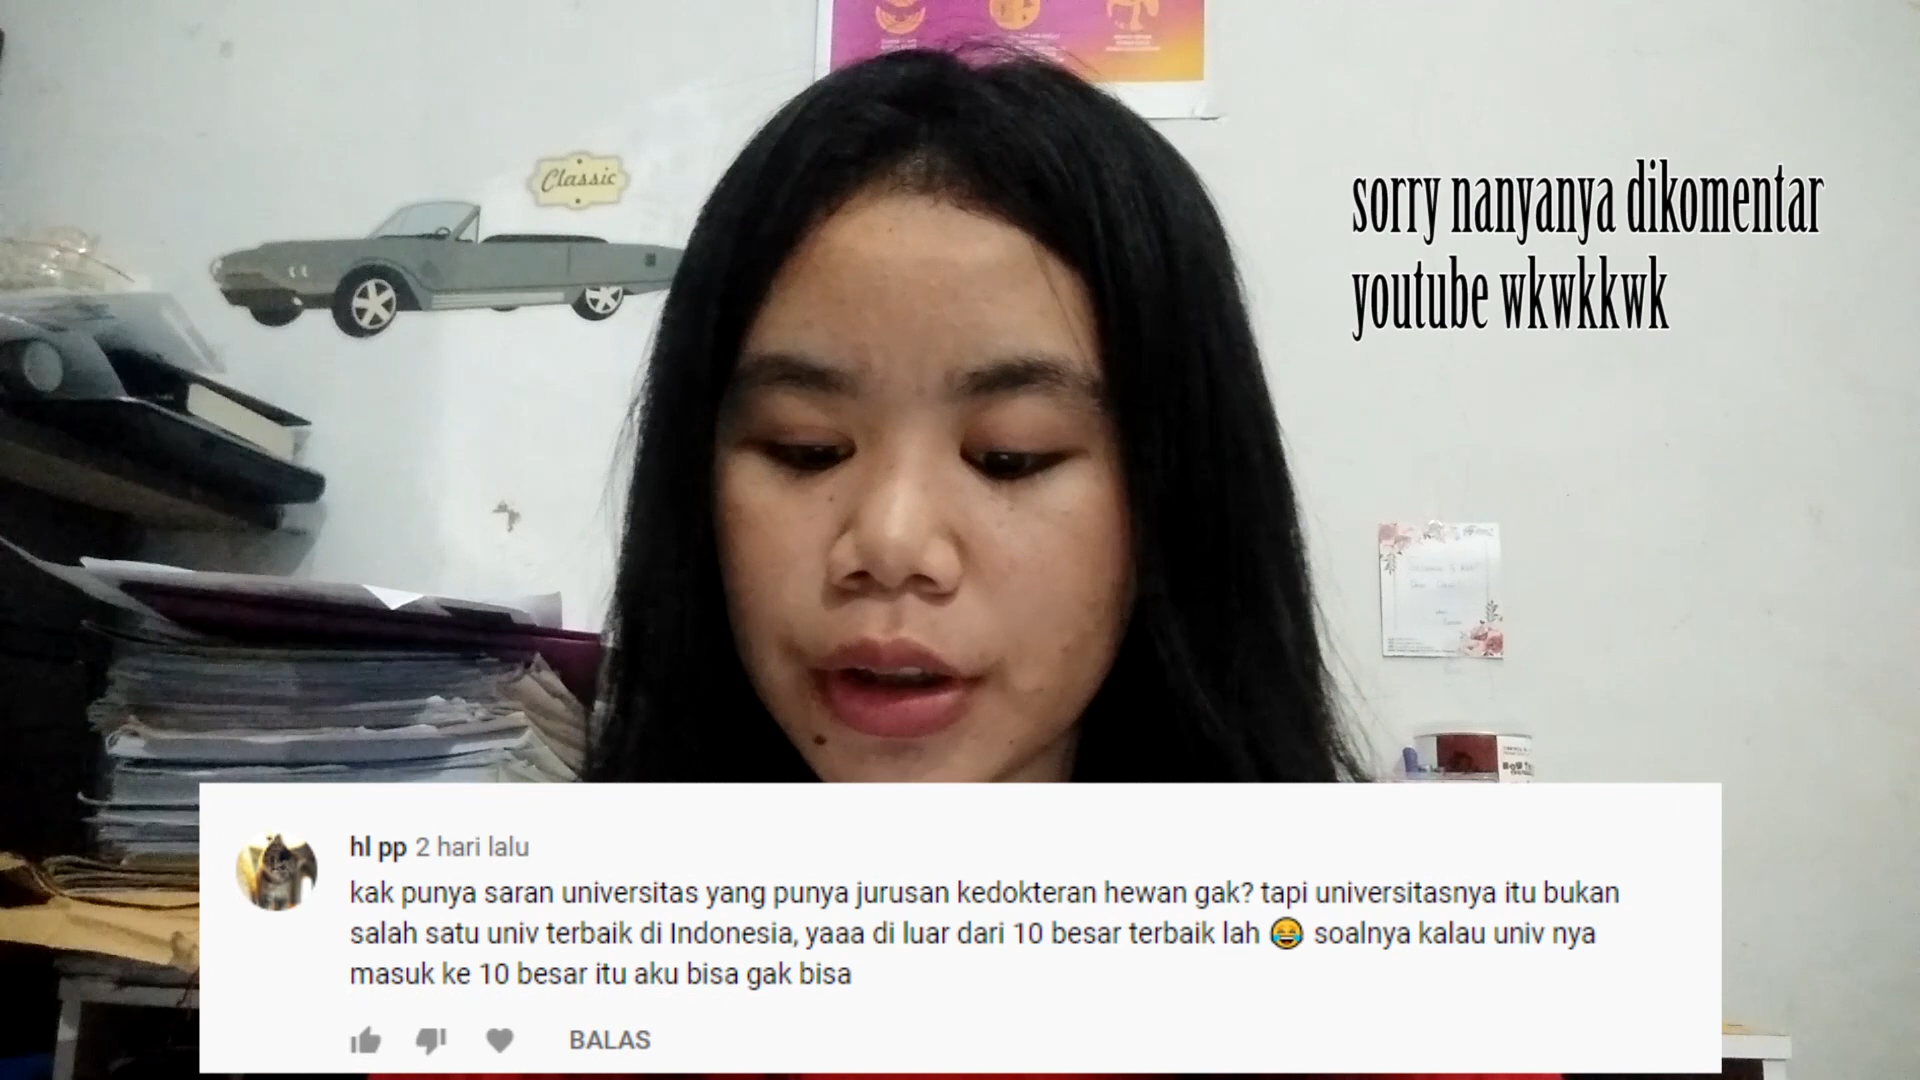 Classic
sorry nanyanya dikomentar
youtube wkwkkwk
hl pp 2 hari lalu
kak punya saran universitas yang punya jurusan kedokteran hewan gak? tapi universitasnya itu bukan
salah satu univ terbaik di Indonesia, yaaa di luar dari 10 besar terbaik lah 😂 soalnya kalau univ nya
masuk ke 10 besar itu aku bisa gak bisa
BALAS